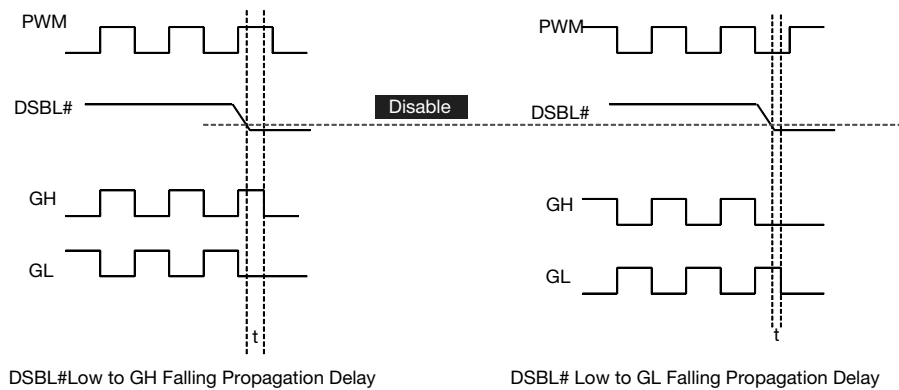 PWM
DSBL#
GH
GL
t
DSBL#Low to GH Falling Propagation Delay
Disable
PWM
DSBL#
GH
GL
t
DSBL# Low to GL Falling Propagation Delay